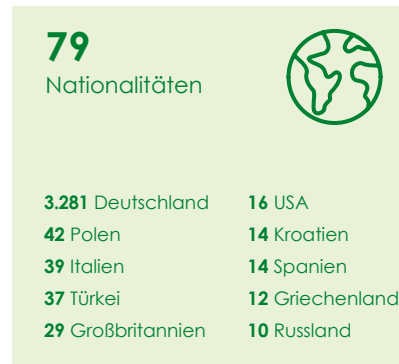 79
Nationalitäten
3.281 Deutschland
42 Polen
39 Italien
37 Türkei
29 Großbritannien
16 USA
14 Kroatien
14 Spanien
12 Griechenland
10 Russland